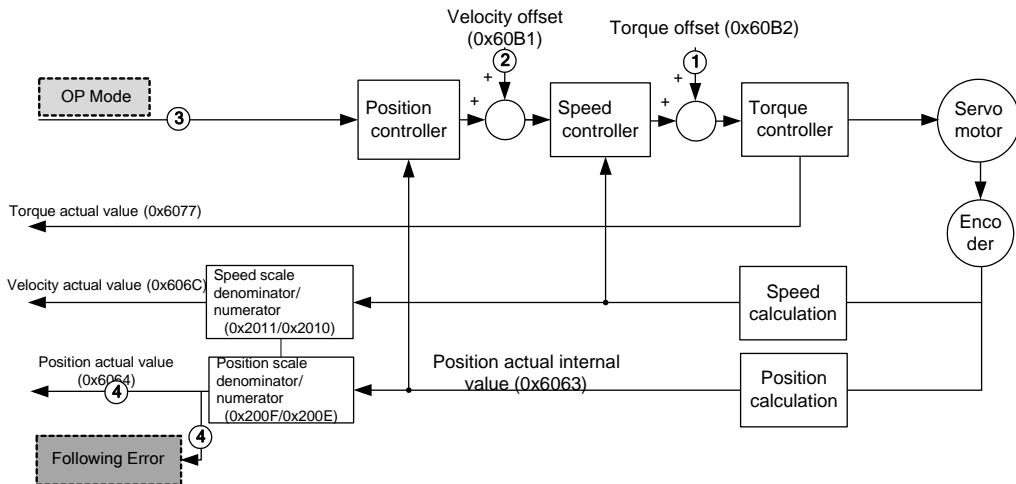 Velocity offset
(0x60B1)
Torque offset (0x60B2)
2
1
+
+
OP Mode
3
Position
controller
+
Speed
controller
+
Torque
controller
Servo
motor
Torque actual value (0x6077)
Enco
der
Velocity actual value (0x606C)
Speed scale
denominator/
numerator
(0x2011/0x2010)
Speed
calculation
Position actual value
(0x6064)
4
Position scale
denominator/
numerator
(0x200F/0x200E)
Position actual internal
value (0x6063)
Position
calculation
4
Following Error